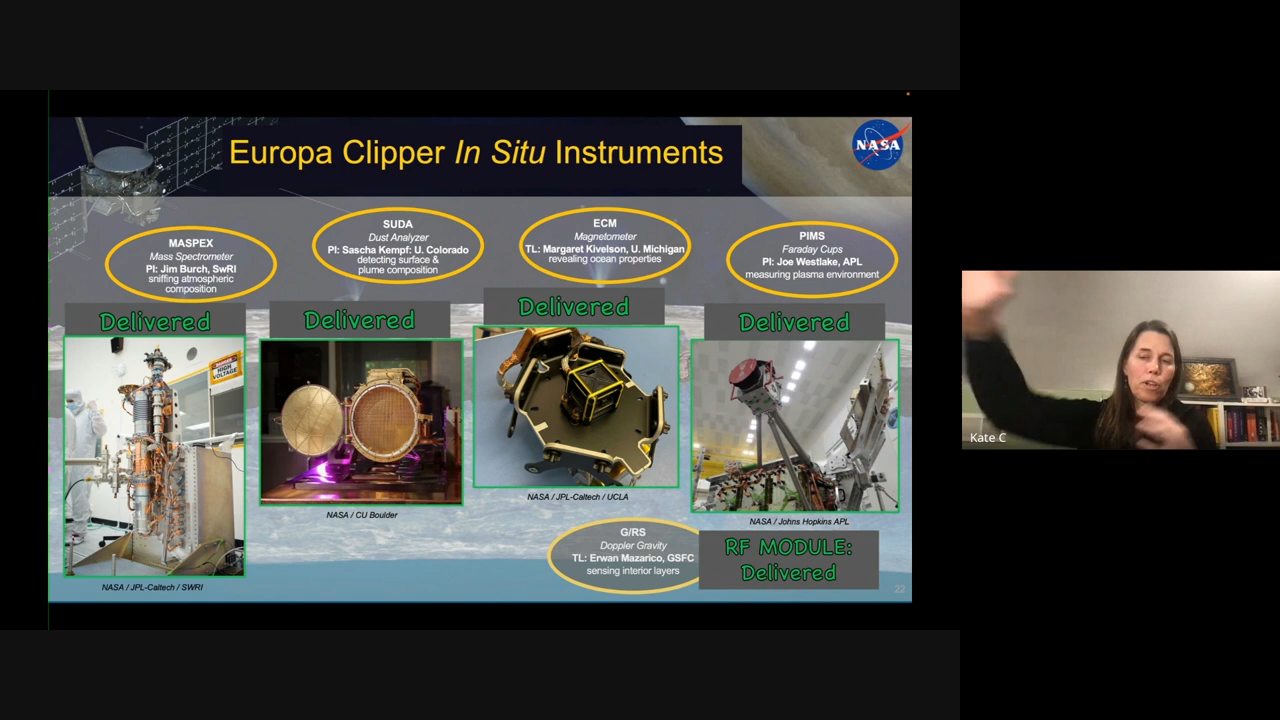 Europa Clipper In Situ Instruments
NASA
MASPEX
Mass Spectrometer
PI: Jim Burch, SwRI
sniffing atmospheric
composition
SUDA
Dust Analyzer
PI: Sascha Kempf: U. Colorado
detecting surface &
plume composition
ECM
Magnetometer
TL: Margaret Kivelson, U. Michigan
revealing ocean properties
PIMS
Faraday Cups
PI: Joe Westlake, APL
measuring plasma environment
Delivered
Delivered
Delivered
Delivered
HIGH
VOLTAGE
NASA / JPL-Caltech / SWRI
NASA / CU Boulder
NASA / JPL-Caltech / UCLA
NASA / Johns Hopkins APL
G/RS
Doppler Gravity
TL: Erwan Mazarico, GSFC
sensing interior layers
RF MODULE:
Delivered
22
Kate C